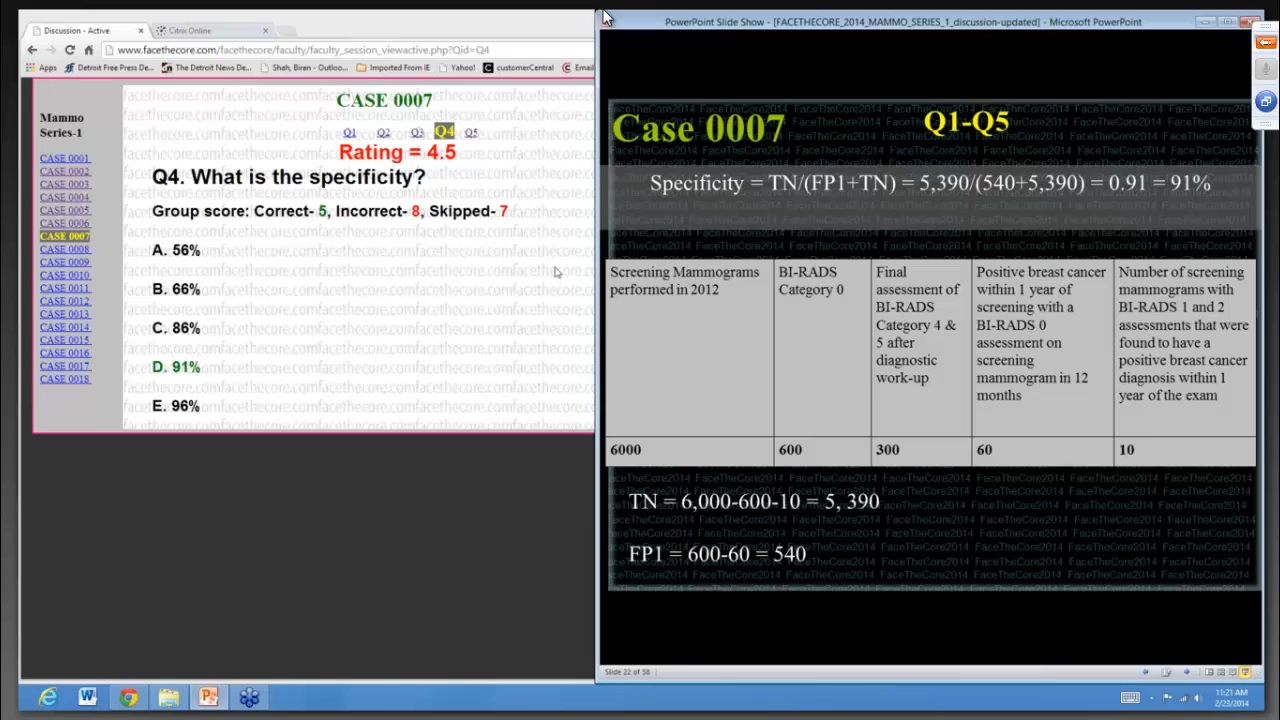 Discussion - Active
Citrix Online
www.facethecore.com/facethecore/faculty/faculty_session_viewactive.php?Qid=Q4
Apps
Detroit Free Press De...
The Detroit News De...
Shah, Biren - Outloo...
Imported From IE
Yahoo!
customerCentral
Email
Mammo
Series-1
CASE 0001
CASE 0002
CASE 0003
CASE 0004
CASE 0005
CASE 0006
CASE 0007
CASE 0008
CASE 0009
CASE 0010
CASE 0011
CASE 0012
CASE 0013
CASE 0014
CASE 0015
CASE 0016
CASE 0017
CASE 0018
CASE 0007
Q1 Q2 Q3 Q4 Q5
Rating = 4.5
Q4. What is the specificity?
Group score: Correct- 5, Incorrect- 8, Skipped- 7
A. 56%
B. 66%
C. 86%
D. 91%
E. 96%
PowerPoint Slide Show - [FACETHECORE_2014_MAMMO_SERIES_1_discussion-updated] - Microsoft PowerPoint
Case 0007
Q1-Q5
Specificity = TN/(FP1+TN) = 5,390/(540+5,390) = 0.91 = 91%
Screening Mammograms
performed in 2012
BI-RADS
Category 0
Final
assessment of
BI-RADS
Category 4 &
5 after
diagnostic
work-up
Positive breast cancer
within 1 year of
screening with a
BI-RADS 0
assessment on
screening
mammogram in 12
months
Number of screening
mammograms with
BI-RADS 1 and 2
assessments that were
found to have a
positive breast cancer
diagnosis within 1
year of the exam
6000 600 300 60 10
TN = 6,000-600-10 = 5, 390
FP1 = 600-60 = 540
Slide 22 of 58
11:21 AM
2/23/2014